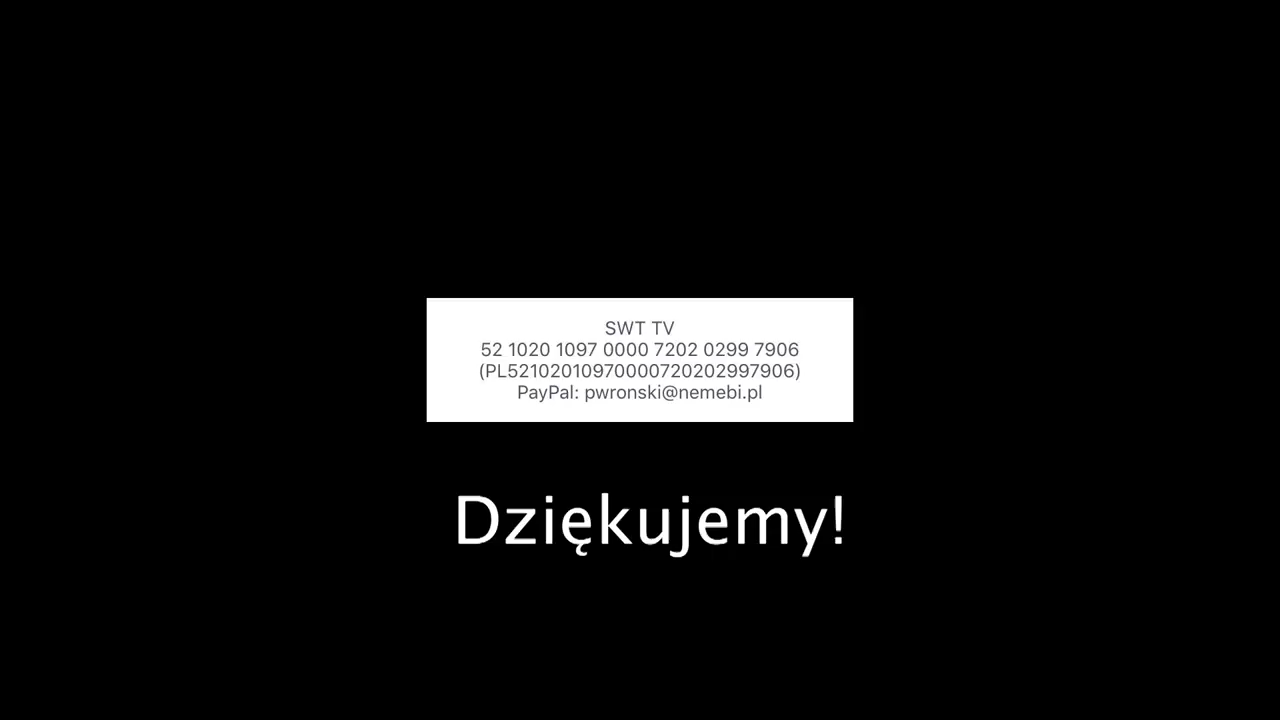 SWT TV
52 1020 1097 0000 7202 0299 7906
(PL52102010970000720202997906)
PayPal: pwronski@nemebi.pl
Dziękujemy!